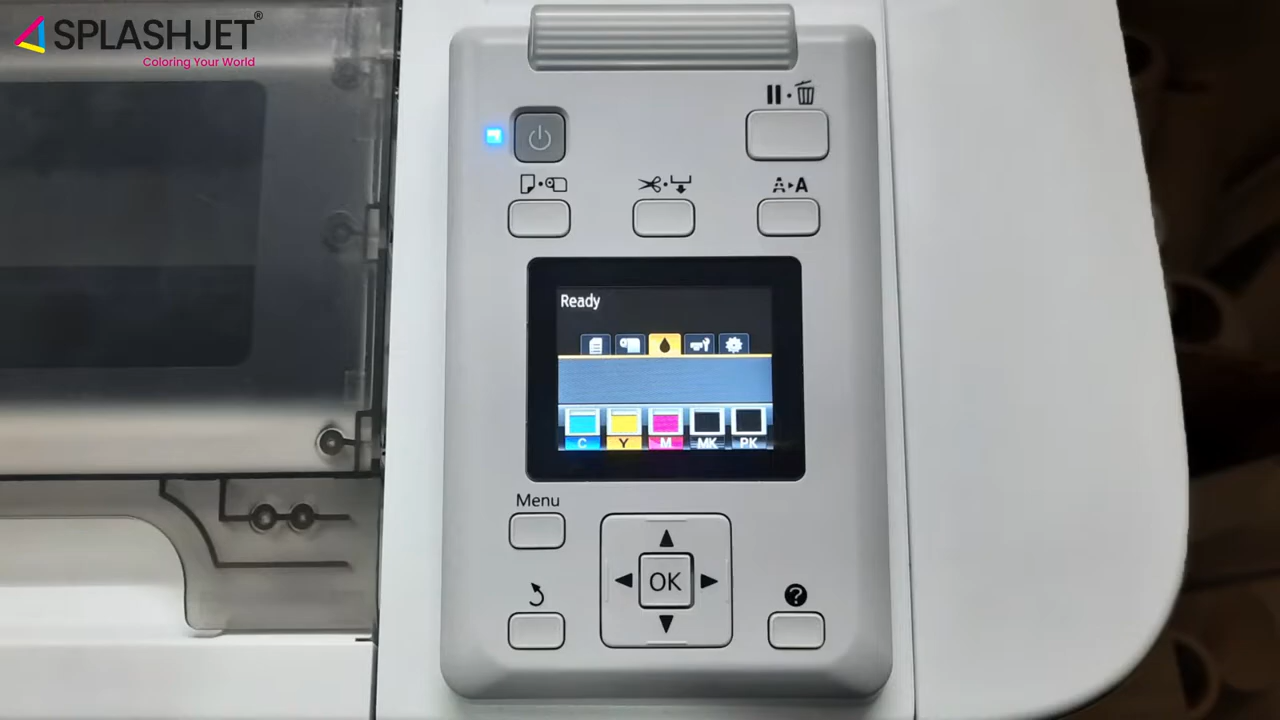 SPLASHJET®
Coloring Your World
A▸A
Ready
C Y M MK PK
Menu
OK
?